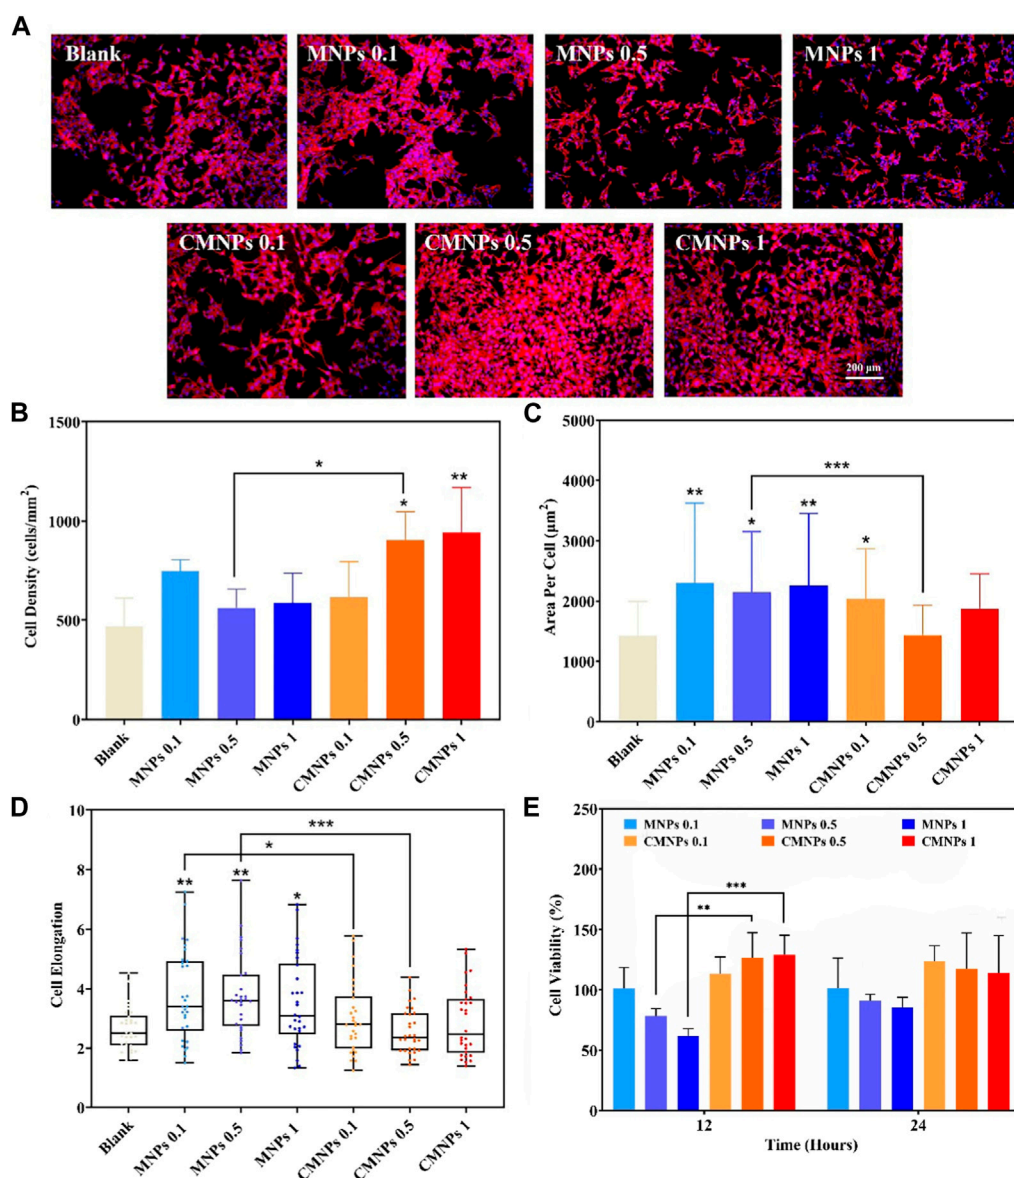 A
Blank
MNPs 0.1
MNPs 0.5
MNPs 1
CMNPs 0.1
CMNPs 0.5
CMNPs 1
200 μm
B
Cell Density (cells/mm²)
1500
1000
500
0
*
*
**
Blank
MNPs 0.1
MNPs 0.5
MNPs 1
CMNPs 0.1
CMNPs 0.5
CMNPs 1
C
Area Per Cell (μm²)
5000
4000
3000
2000
1000
0
***
**
*
**
*
Blank
MNPs 0.1
MNPs 0.5
MNPs 1
CMNPs 0.1
CMNPs 0.5
CMNPs 1
D
Cell Elongation
10
8
6
4
2
0
***
*
**
**
*
Blank
MNPs 0.1
MNPs 0.5
MNPs 1
CMNPs 0.1
CMNPs 0.5
CMNPs 1
E
Cell Viability (%)
250
200
150
100
50
0
MNPs 0.1
MNPs 0.5
MNPs 1
CMNPs 0.1
CMNPs 0.5
CMNPs 1
***
**
12
24
Time (Hours)